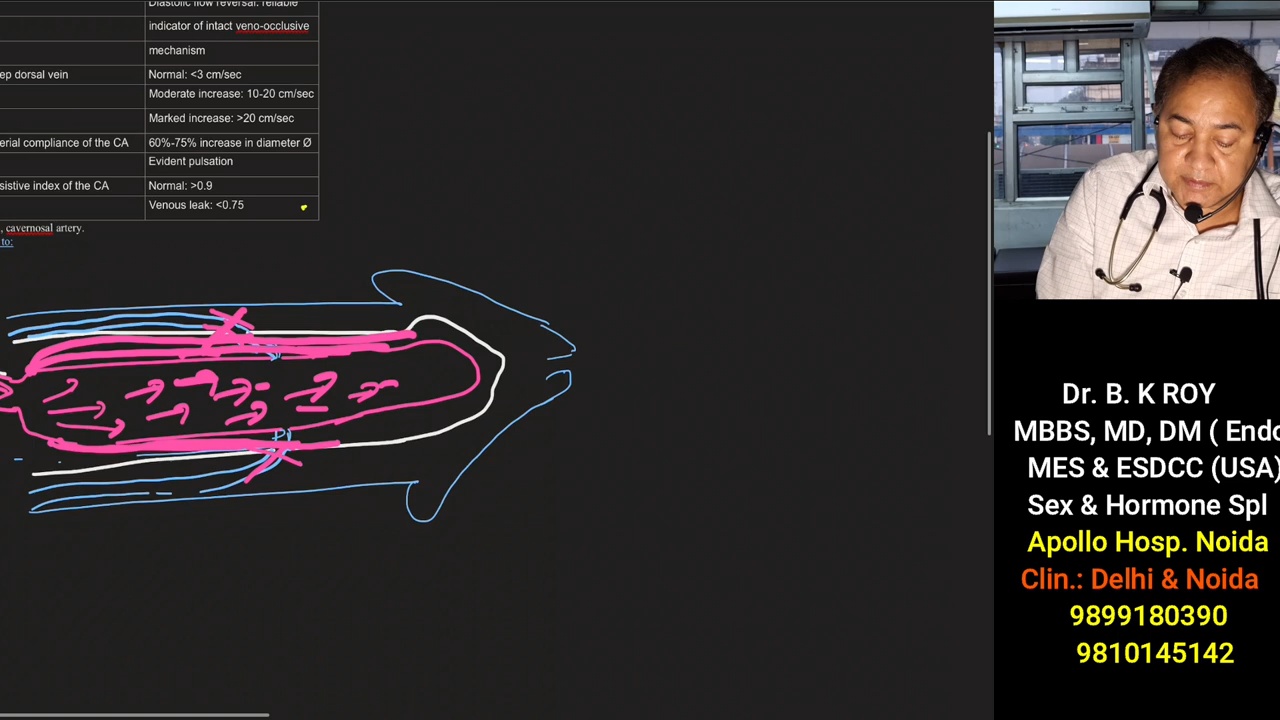 Diastolic flow reversal: reliable
indicator of intact veno-occlusive
mechanism
ep dorsal vein
Normal: <3 cm/sec
Moderate increase: 10-20 cm/sec
Marked increase: >20 cm/sec
erial compliance of the CA
60%-75% increase in diameter Ø
Evident pulsation
sistive index of the CA
Normal: >0.9
Venous leak: <0.75
, cavernosal artery.
to:
Dr. B. K ROY
MBBS, MD, DM ( Endo
MES & ESDCC (USA)
Sex & Hormone Spl
Apollo Hosp. Noida
Clin.: Delhi & Noida
9899180390
9810145142